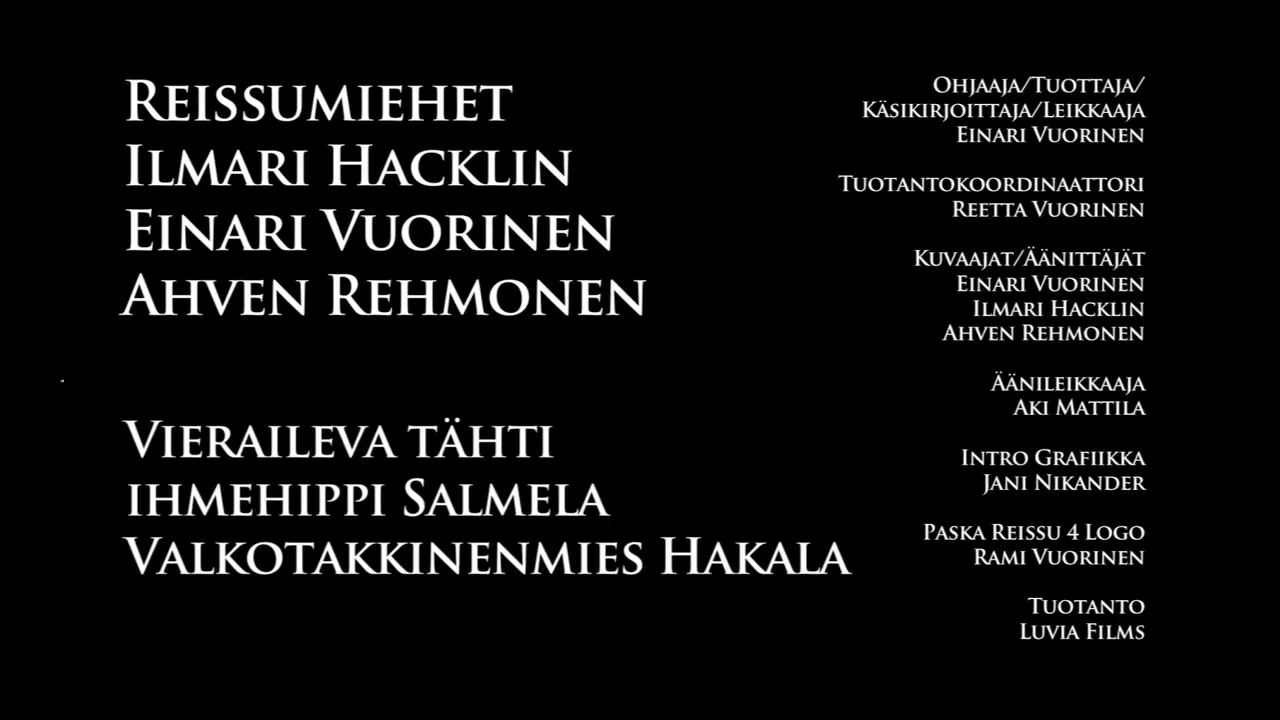 Reissumiehet
Ilmari Hacklin
Einari Vuorinen
Ahven Rehmonen
Vieraileva tähti
ihmehippi Salmela
Valkotakkinenmies Hakala
Ohjaaja/Tuottaja/
Käsikirjoittaja/Leikkaaja
Einari Vuorinen
Tuotantokoordinaattori
Reetta Vuorinen
Kuvaajat/Äänittäjät
Einari Vuorinen
Ilmari Hacklin
Ahven Rehmonen
Äänileikkaaja
Aki Mattila
Intro Grafiikka
Jani Nikander
Paska Reissu 4 Logo
Rami Vuorinen
Tuotanto
Luvia Films